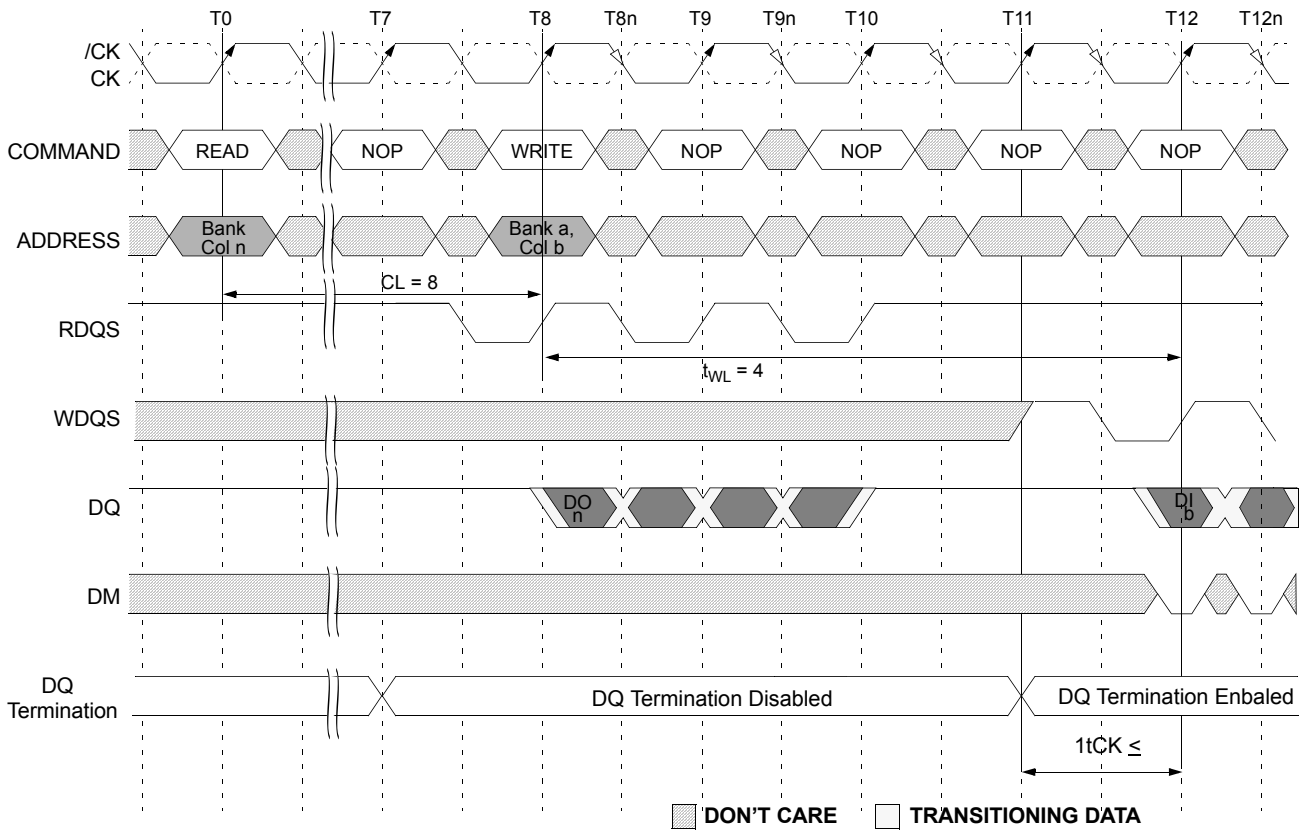 T0 T7 T8 T8n T9 T9n T10 T11 T12 T12n
/CK
CK
COMMAND READ NOP WRITE NOP NOP NOP NOP
ADDRESS Bank Col n Bank a, Col b
CL = 8
RDQS
tWL = 4
WDQS
DQ DO n DI b
DM
DQ Termination DQ Termination Disabled DQ Termination Enbaled
1tCK ≤
DON'T CARE TRANSITIONING DATA